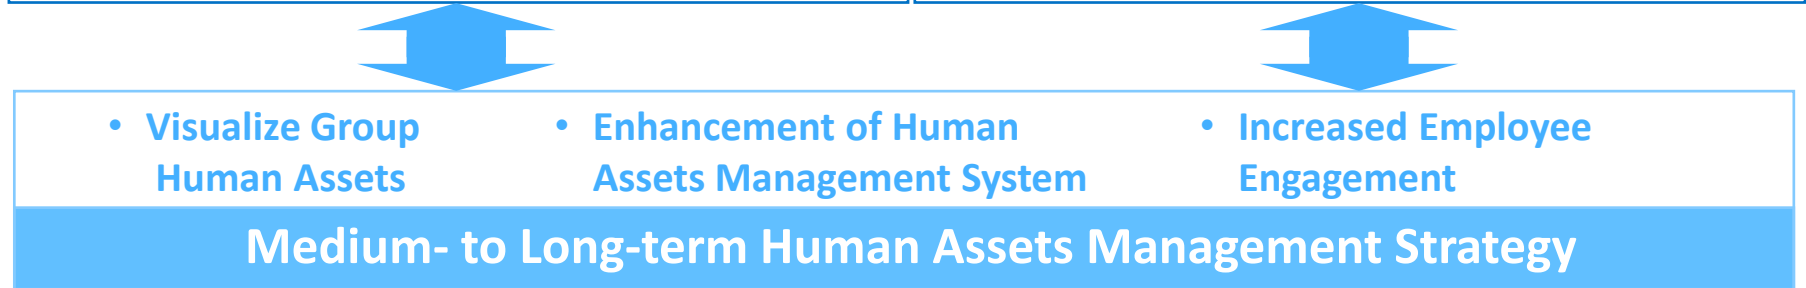 • Visualize Group
Human Assets
• Enhancement of Human
Assets Management System
• Increased Employee
Engagement
Medium- to Long-term Human Assets Management Strategy